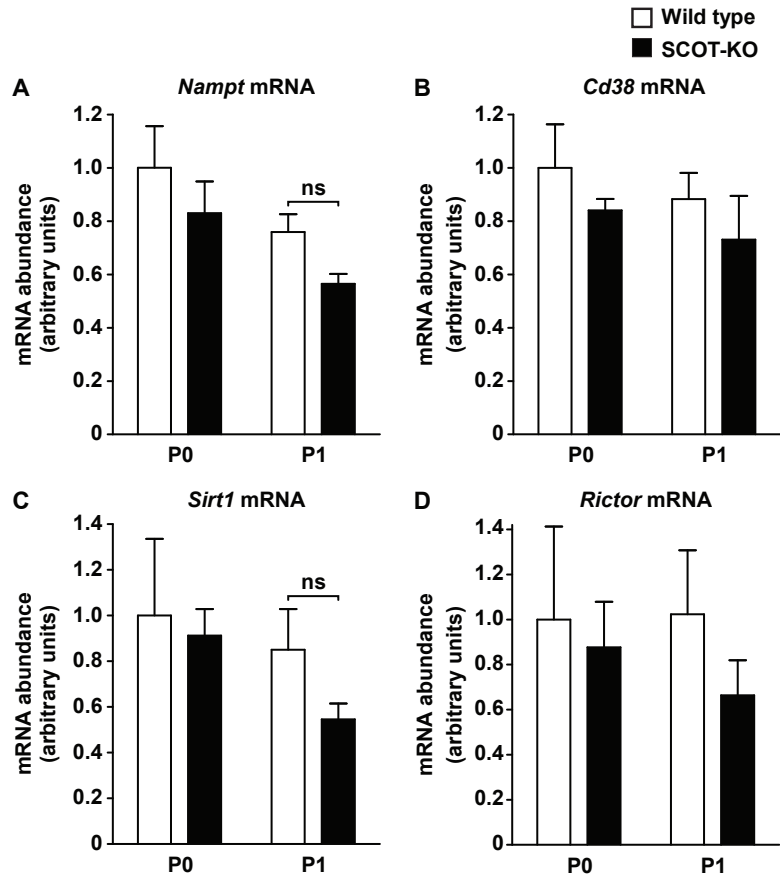 Wild type
SCOT-KO
A
Nampt mRNA
mRNA abundance
(arbitrary units)
1.2
1.0
0.8
0.6
0.4
0.2
0
ns
P0 P1
B
Cd38 mRNA
mRNA abundance
(arbitrary units)
1.2
1.0
0.8
0.6
0.4
0.2
0
P0 P1
C
Sirt1 mRNA
mRNA abundance
(arbitrary units)
1.4
1.2
1.0
0.8
0.6
0.4
0.2
0
ns
P0 P1
D
Rictor mRNA
mRNA abundance
(arbitrary units)
1.4
1.2
1.0
0.8
0.6
0.4
0.2
0
P0 P1